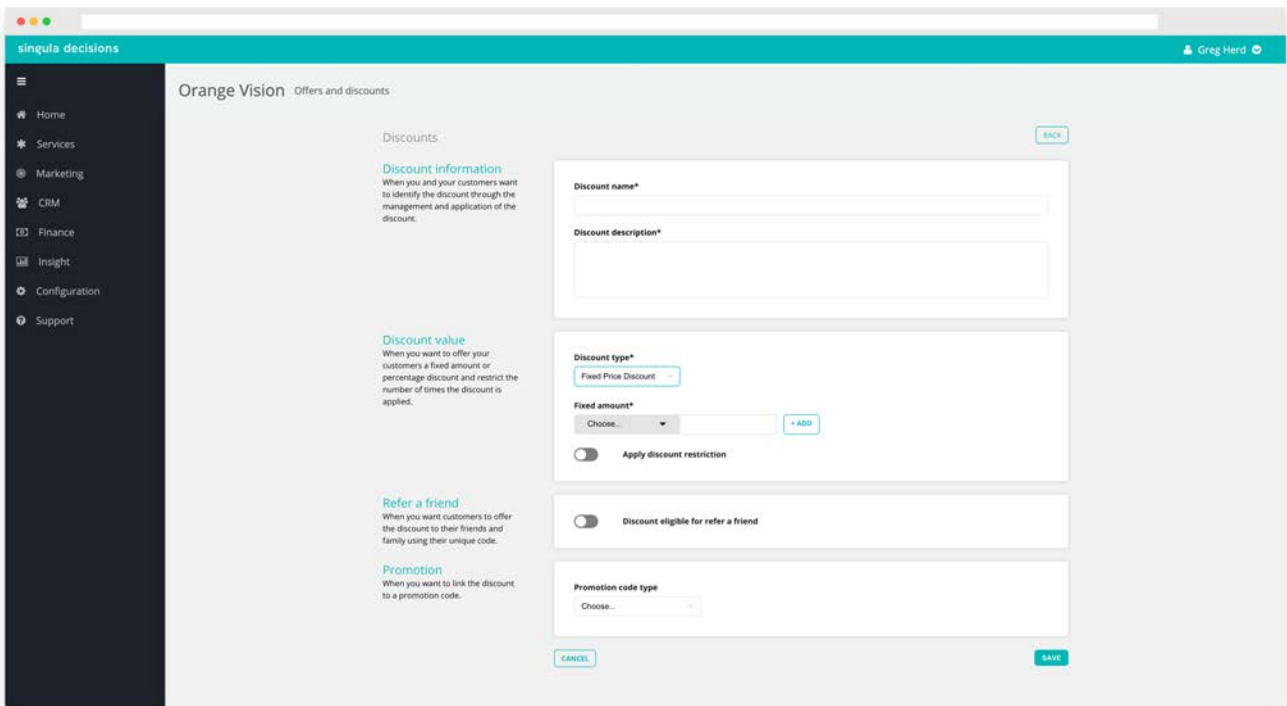 singula decisions
Greg Herd
Orange Vision Offers and discounts
Home
Services
Marketing
CRM
Finance
Insight
Configuration
Support
Discounts
BACK
Discount information
When you and your customers want
to identify the discount through the
management and application of the
discount.
Discount name*
Discount description*
Discount value
When you want to offer your
customers a fixed amount or
percentage discount and restrict the
number of times the discount is
applied.
Discount type*
Fixed Price Discount
Fixed amount*
Choose...
+ ADD
Apply discount restriction
Refer a friend
When you want customers to offer
the discount to their friends and
family using their unique code.
Discount eligible for refer a friend
Promotion
When you want to link the discount
to a promotion code.
Promotion code type
Choose...
CANCEL
SAVE